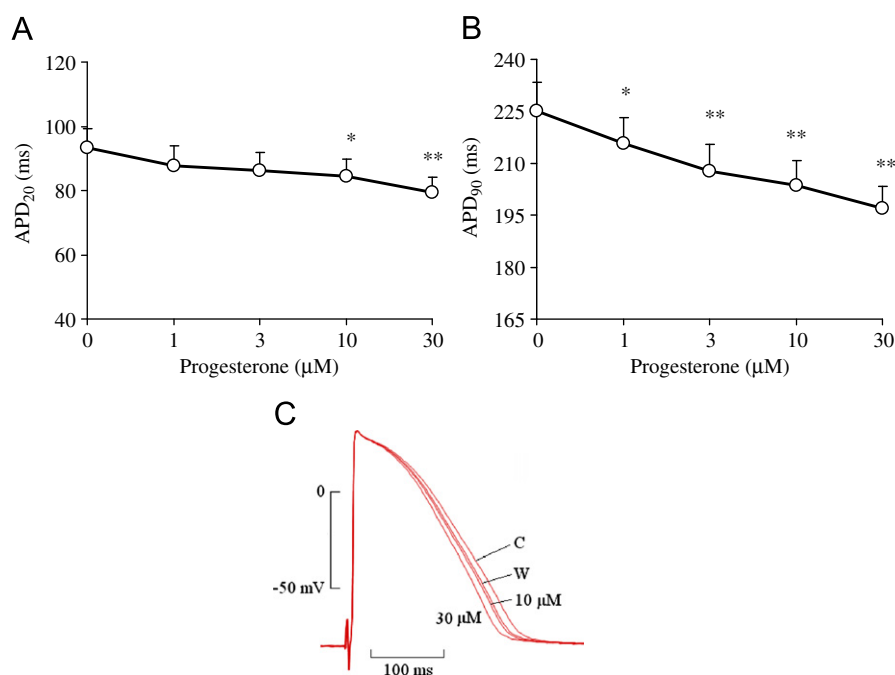 A
120
100
80
60
40
APD20 (ms)
*
**
0 1 3 10 30
Progesterone (μM)
B
240
225
210
195
180
165
APD90 (ms)
*
**
**
**
0 1 3 10 30
Progesterone (μM)
C
0
-50 mV
C
W
10 μM
30 μM
100 ms